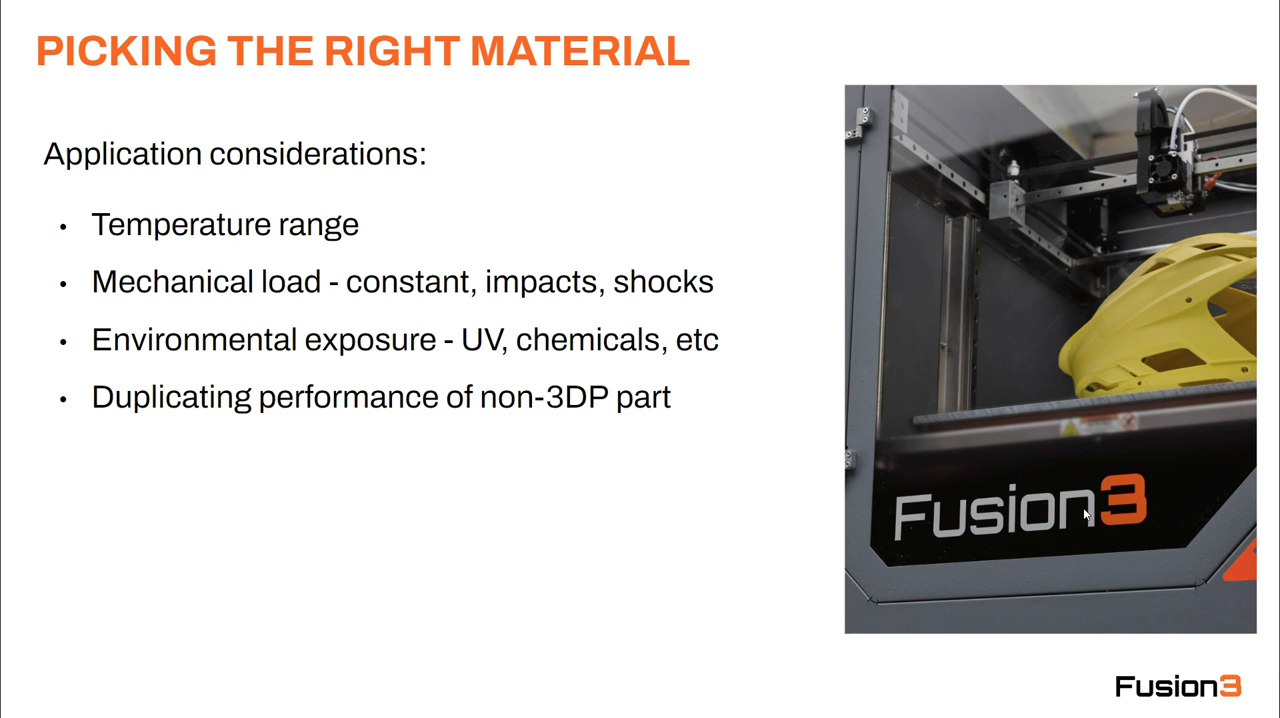 PICKING THE RIGHT MATERIAL
Application considerations:
• Temperature range
• Mechanical load - constant, impacts, shocks
• Environmental exposure - UV, chemicals, etc
• Duplicating performance of non-3DP part
Fusion3
Fusion3